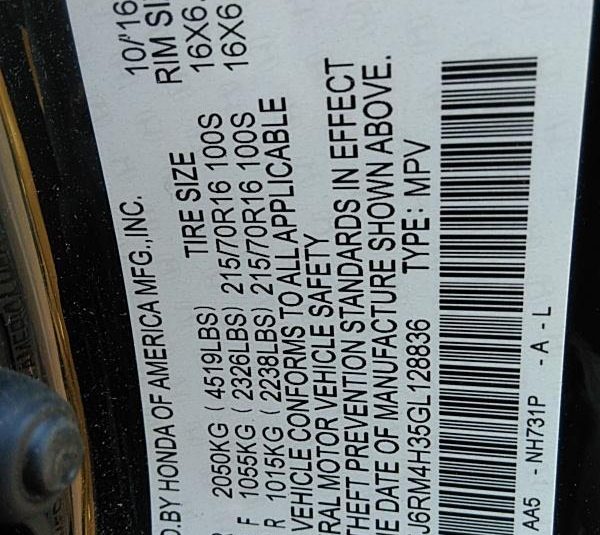 D.BY HONDA OF AMERICA MFG.,INC. 10/'16
2050KG ( 4519LBS) TIRE SIZE RIM SI
F 1055KG ( 2326LBS) 215/70R16 100S 16X6
R 1015KG ( 2238LBS) 215/70R16 100S 16X6
VEHICLE CONFORMS TO ALL APPLICABLE
RAL MOTOR VEHICLE SAFETY
THEFT PREVENTION STANDARDS IN EFFECT
HE DATE OF MANUFACTURE SHOWN ABOVE.
J6RM4H35GL128836 TYPE: MPV
AA5 - NH731P - A - L